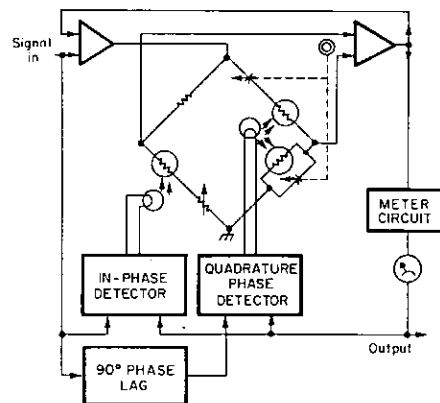 Signal
in
METER
CIRCUIT
IN-PHASE
DETECTOR
QUADRATURE
PHASE
DETECTOR
Output
90° PHASE
LAG